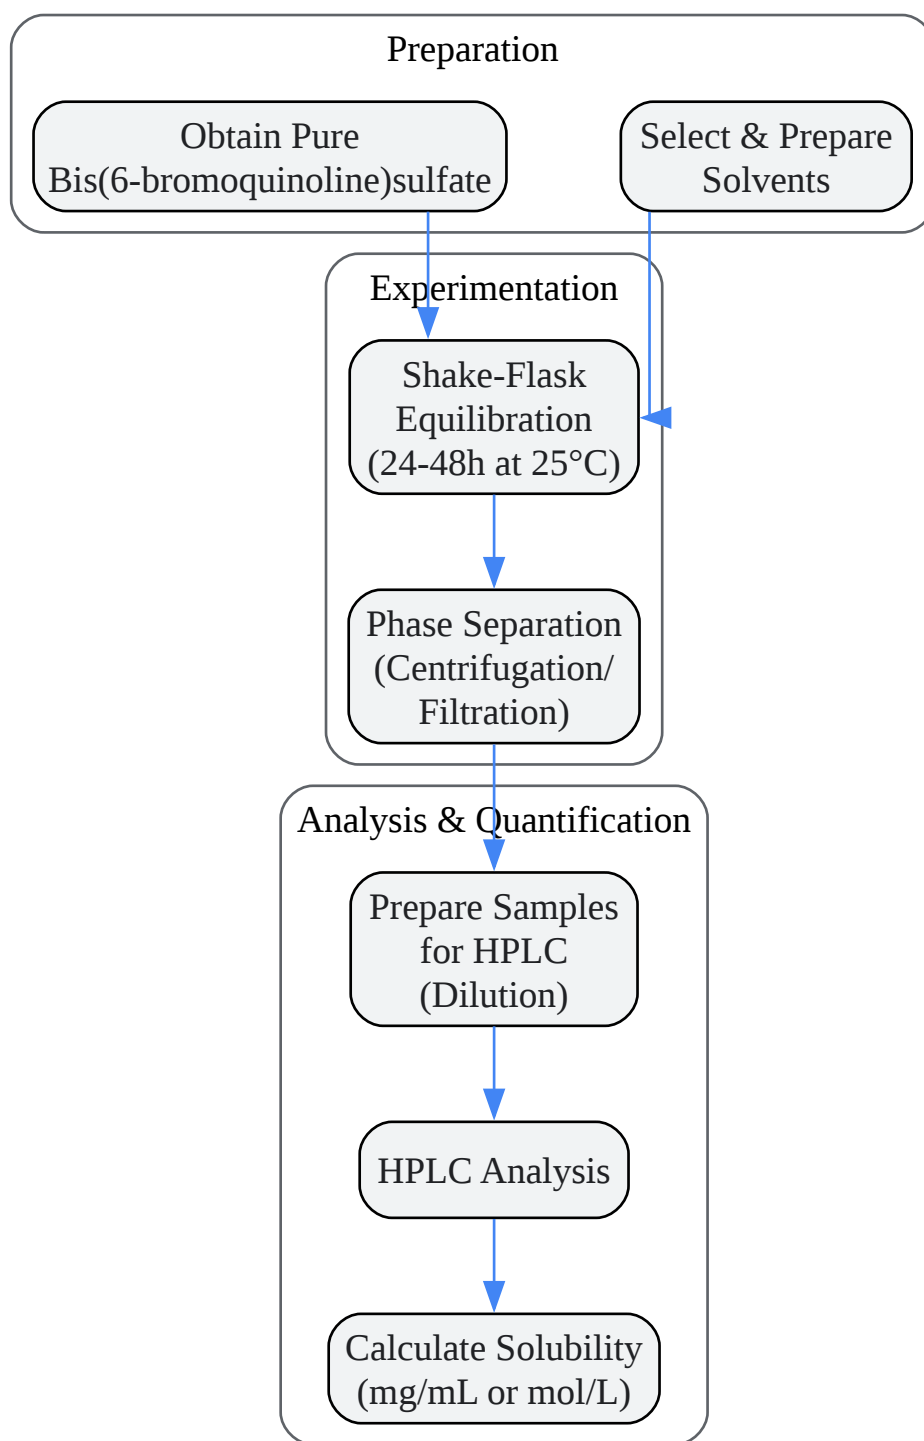 Preparation
Obtain Pure
Bis(6-bromoquinoline)sulfate
Select & Prepare
Solvents
Experimentation
Shake-Flask
Equilibration
(24-48h at 25°C)
Phase Separation
(Centrifugation/
Filtration)
Analysis & Quantification
Prepare Samples
for HPLC
(Dilution)
HPLC Analysis
Calculate Solubility
(mg/mL or mol/L)